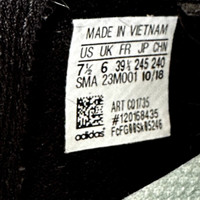 MADE IN VIETNAM
US UK FR JP CHN
7½ 6 39⅓ 245 240
SMA 23M001 10/18
ART CQ1735
#120168435
adidas